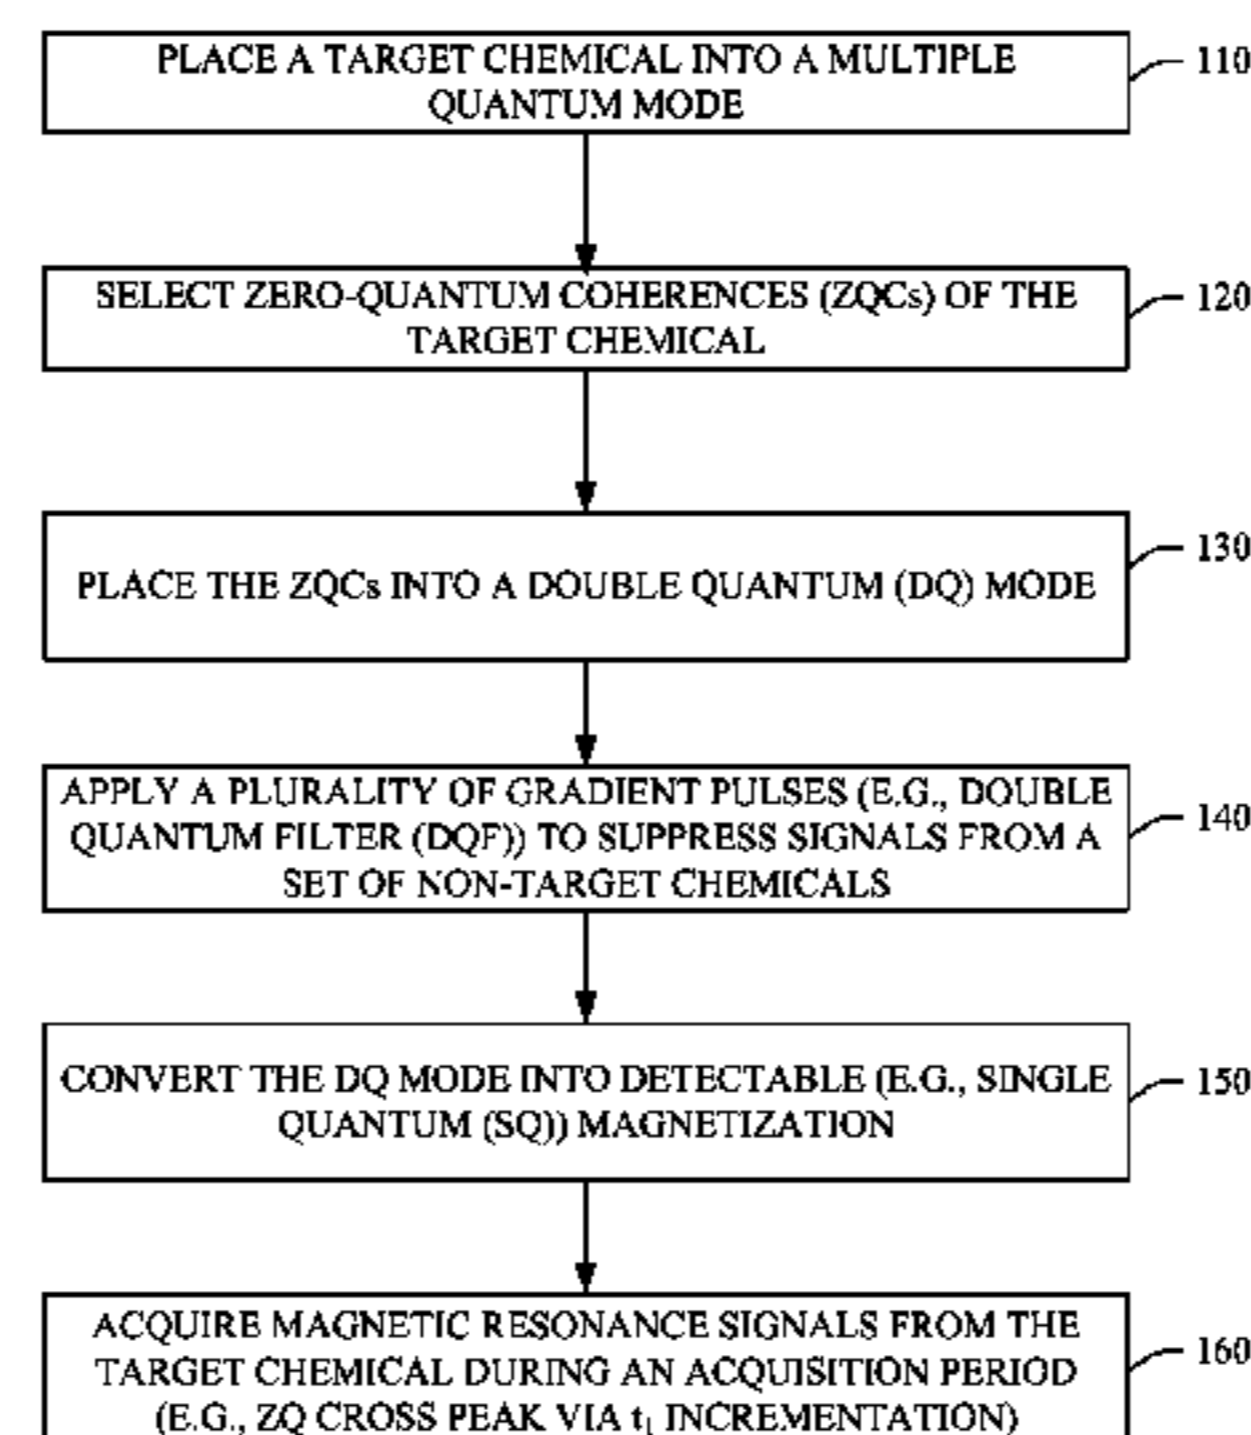 PLACE A TARGET CHEMICAL INTO A MULTIPLE
QUANTUM MODE
110
SELECT ZERO-QUANTUM COHERENCES (ZQCs) OF THE
TARGET CHEMICAL
120
PLACE THE ZQCs INTO A DOUBLE QUANTUM (DQ) MODE
130
APPLY A PLURALITY OF GRADIENT PULSES (E.G., DOUBLE
QUANTUM FILTER (DQF)) TO SUPPRESS SIGNALS FROM A
SET OF NON-TARGET CHEMICALS
140
CONVERT THE DQ MODE INTO DETECTABLE (E.G., SINGLE
QUANTUM (SQ)) MAGNETIZATION
150
ACQUIRE MAGNETIC RESONANCE SIGNALS FROM THE
TARGET CHEMICAL DURING AN ACQUISITION PERIOD
(E.G., ZQ CROSS PEAK VIA t₁ INCREMENTATION)
160